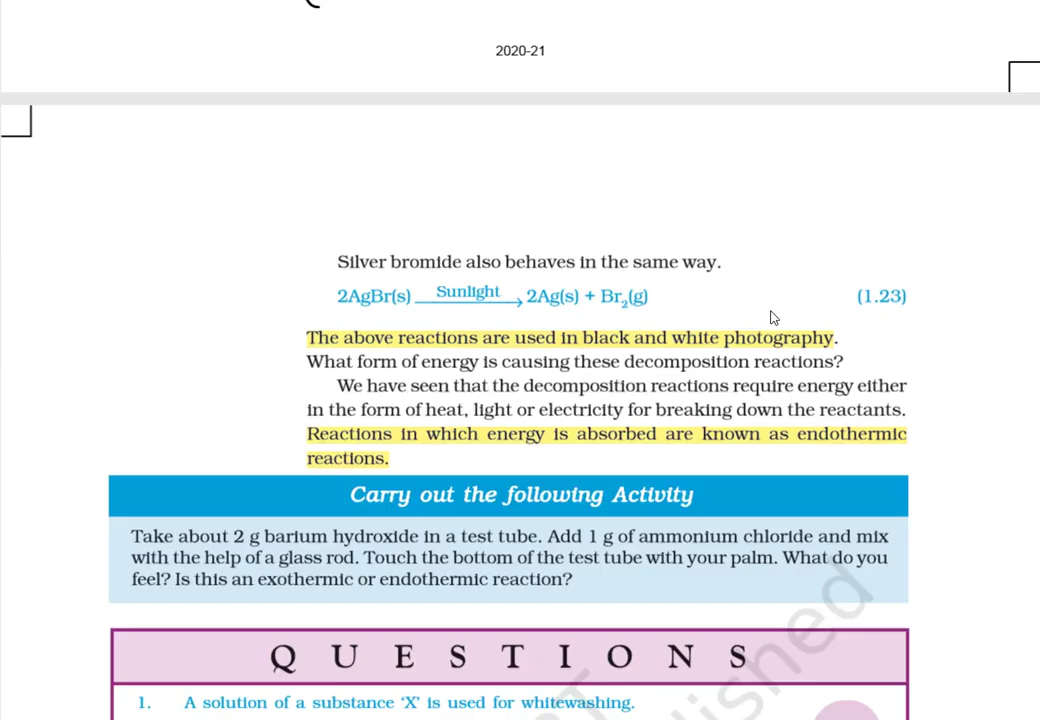 2020-21
Silver bromide also behaves in the same way.
2AgBr(s) Sunlight → 2Ag(s) + Br₂(g) (1.23)
The above reactions are used in black and white photography.
What form of energy is causing these decomposition reactions?
We have seen that the decomposition reactions require energy either
in the form of heat, light or electricity for breaking down the reactants.
Reactions in which energy is absorbed are known as endothermic
reactions.
Carry out the following Activity
Take about 2 g barium hydroxide in a test tube. Add 1 g of ammonium chloride and mix
with the help of a glass rod. Touch the bottom of the test tube with your palm. What do you
feel? Is this an exothermic or endothermic reaction?
QUESTIONS
1. A solution of a substance ‘X’ is used for whitewashing.